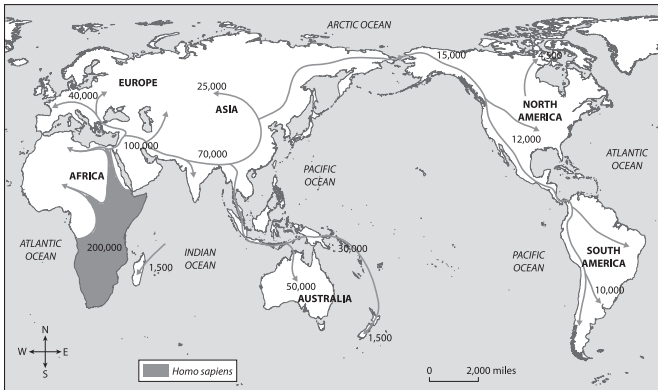 ARCTIC OCEAN
15,000
4,500
EUROPE
25,000
40,000
ASIA
NORTH
AMERICA
100,000
70,000
12,000
ATLANTIC
OCEAN
PACIFIC
OCEAN
AFRICA
ATLANTIC
OCEAN
200,000
1,500
INDIAN
OCEAN
30,000
PACIFIC
OCEAN
SOUTH
AMERICA
50,000
AUSTRALIA
10,000
1,500
N
W
E
S
Homo sapiens
0
2,000 miles